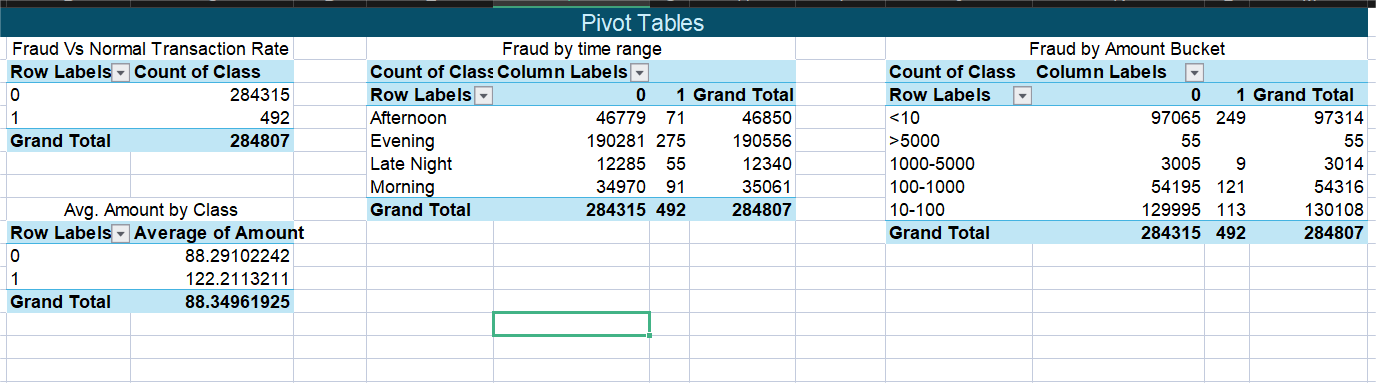 Pivot Tables
Fraud Vs Normal Transaction Rate
Row Labels Count of Class
0 284315
1 492
Grand Total 284807
Avg. Amount by Class
Row Labels Average of Amount
0 88.29102242
1 122.2113211
Grand Total 88.34961925
Fraud by time range
Count of Class Column Labels
Row Labels 0 1 Grand Total
Afternoon 46779 71 46850
Evening 190281 275 190556
Late Night 12285 55 12340
Morning 34970 91 35061
Grand Total 284315 492 284807
Fraud by Amount Bucket
Count of Class Column Labels
Row Labels 0 1 Grand Total
<10 97065 249 97314
>5000 55 55
1000-5000 3005 9 3014
100-1000 54195 121 54316
10-100 129995 113 130108
Grand Total 284315 492 284807